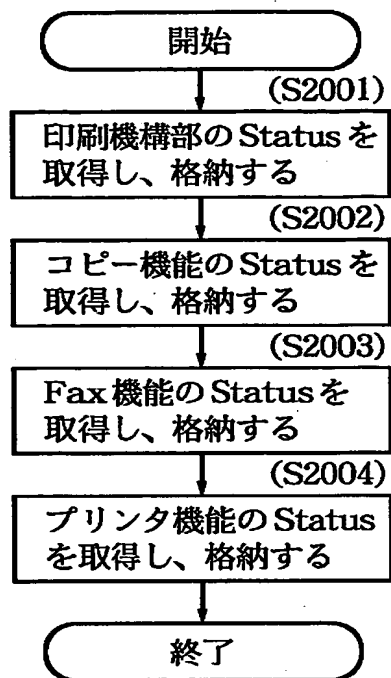 開始
(S2001)
印刷機構部のStatusを
取得し、格納する
(S2002)
コピー機能のStatusを
取得し、格納する
(S2003)
Fax機能のStatusを
取得し、格納する
(S2004)
プリンタ機能のStatus
を取得し、格納する
終了